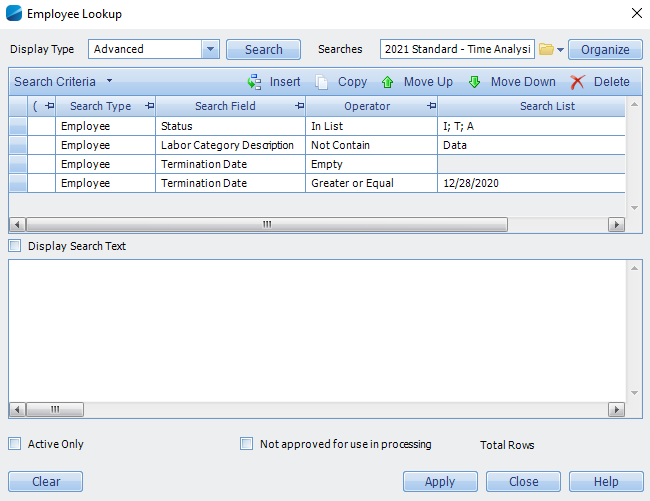 Employee Lookup
Display Type Advanced Search Searches 2021 Standard - Time Analysi Organize
Search Criteria Insert Copy Move Up Move Down Delete
( Search Type Search Field Operator Search List
Employee Status In List I; T; A
Employee Labor Category Description Not Contain Data
Employee Termination Date Empty
Employee Termination Date Greater or Equal 12/28/2020
Display Search Text
Active Only Not approved for use in processing Total Rows
Clear Apply Close Help